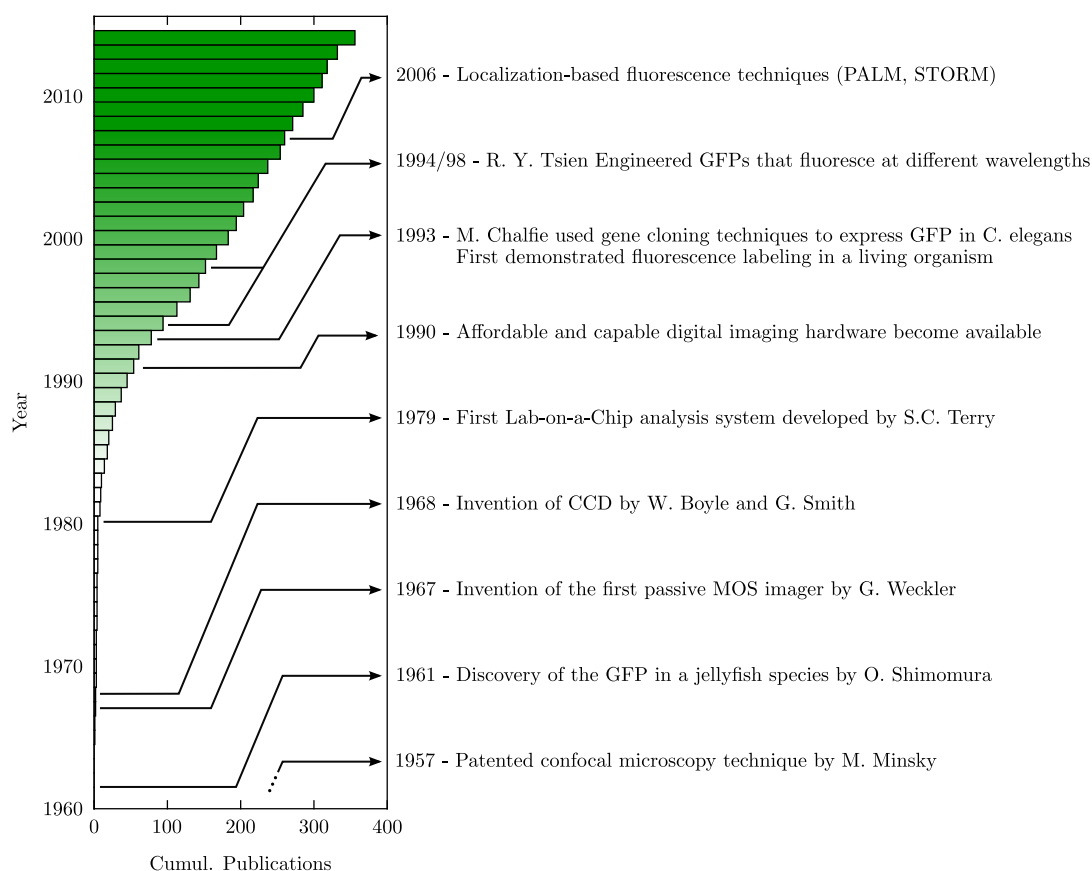 2006 - Localization-based fluorescence techniques (PALM, STORM)
2010
1994/98 - R. Y. Tsien Engineered GFPs that fluoresce at different wavelengths
2000
1993 - M. Chalfie used gene cloning techniques to express GFP in C. elegans
First demonstrated fluorescence labeling in a living organism
1990 - Affordable and capable digital imaging hardware become available
1990
Year
1979 - First Lab-on-a-Chip analysis system developed by S.C. Terry
1968 - Invention of CCD by W. Boyle and G. Smith
1980
1967 - Invention of the first passive MOS imager by G. Weckler
1970
1961 - Discovery of the GFP in a jellyfish species by O. Shimomura
1957 - Patented confocal microscopy technique by M. Minsky
1960
0 100 200 300 400
Cumul. Publications